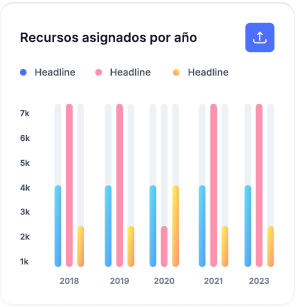 Recursos asignados por año
Headline Headline Headline
7k
6k
5k
4k
3k
2k
1k
2018 2019 2020 2021 2023